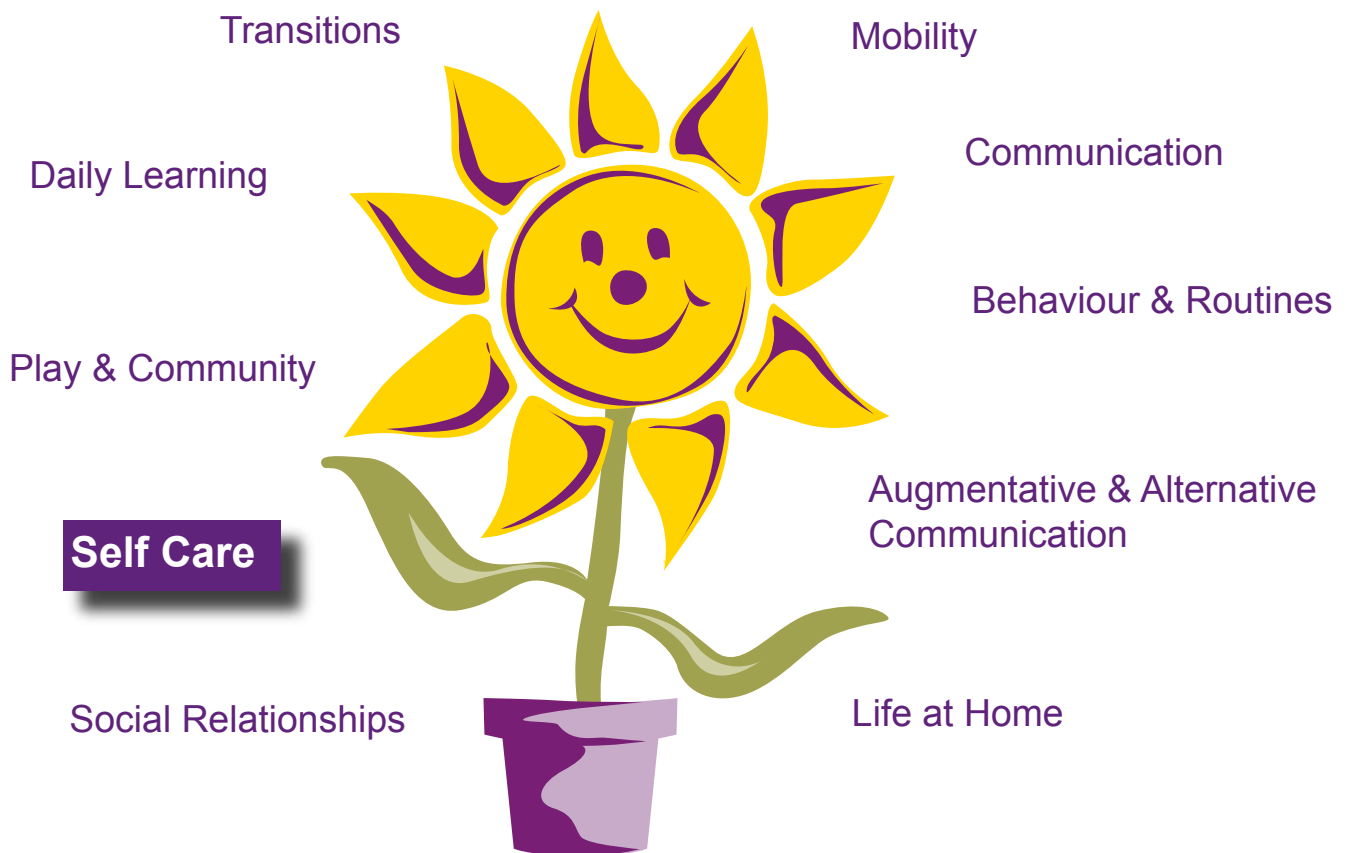 Transitions
Mobility
Daily Learning
Communication
Behaviour & Routines
Play & Community
Augmentative & Alternative
Communication
Self Care
Social Relationships
Life at Home